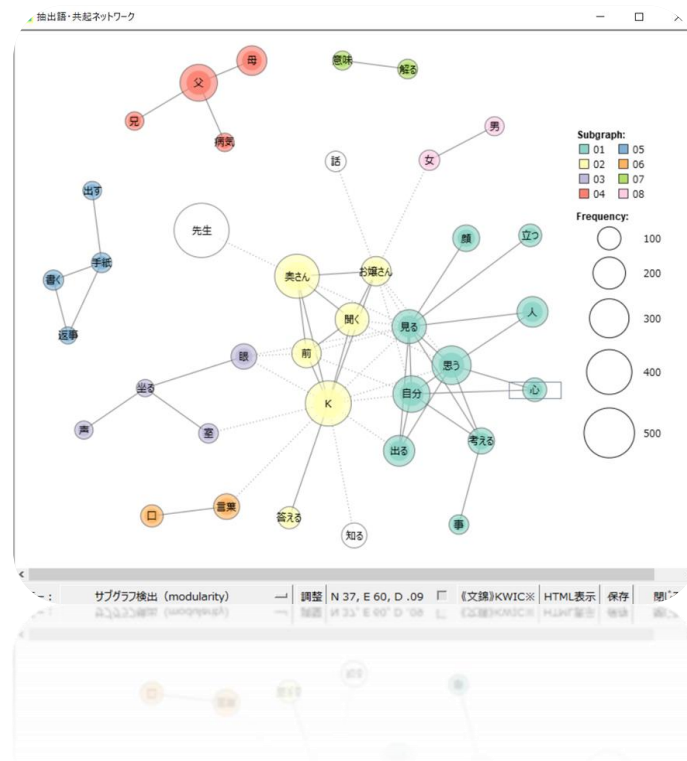 抽出語・共起ネットワーク
母
父
意味
解る
兄
病気
男
女
話
Subgraph:
01 05
02 06
03 07
04 08
出す
先生
顔
立つ
Frequency:
100
200
300
400
500
手紙
書く
奥さん
お嬢さん
聞く
見る
人
返事
眼
前
思う
坐る
K
自分
心
声
室
出る
考える
口
言葉
答える
知る
事
サブグラフ検出（modularity）
調整
N 37, E 60, D .09
《文錦》KWIC※
HTML表示
保存